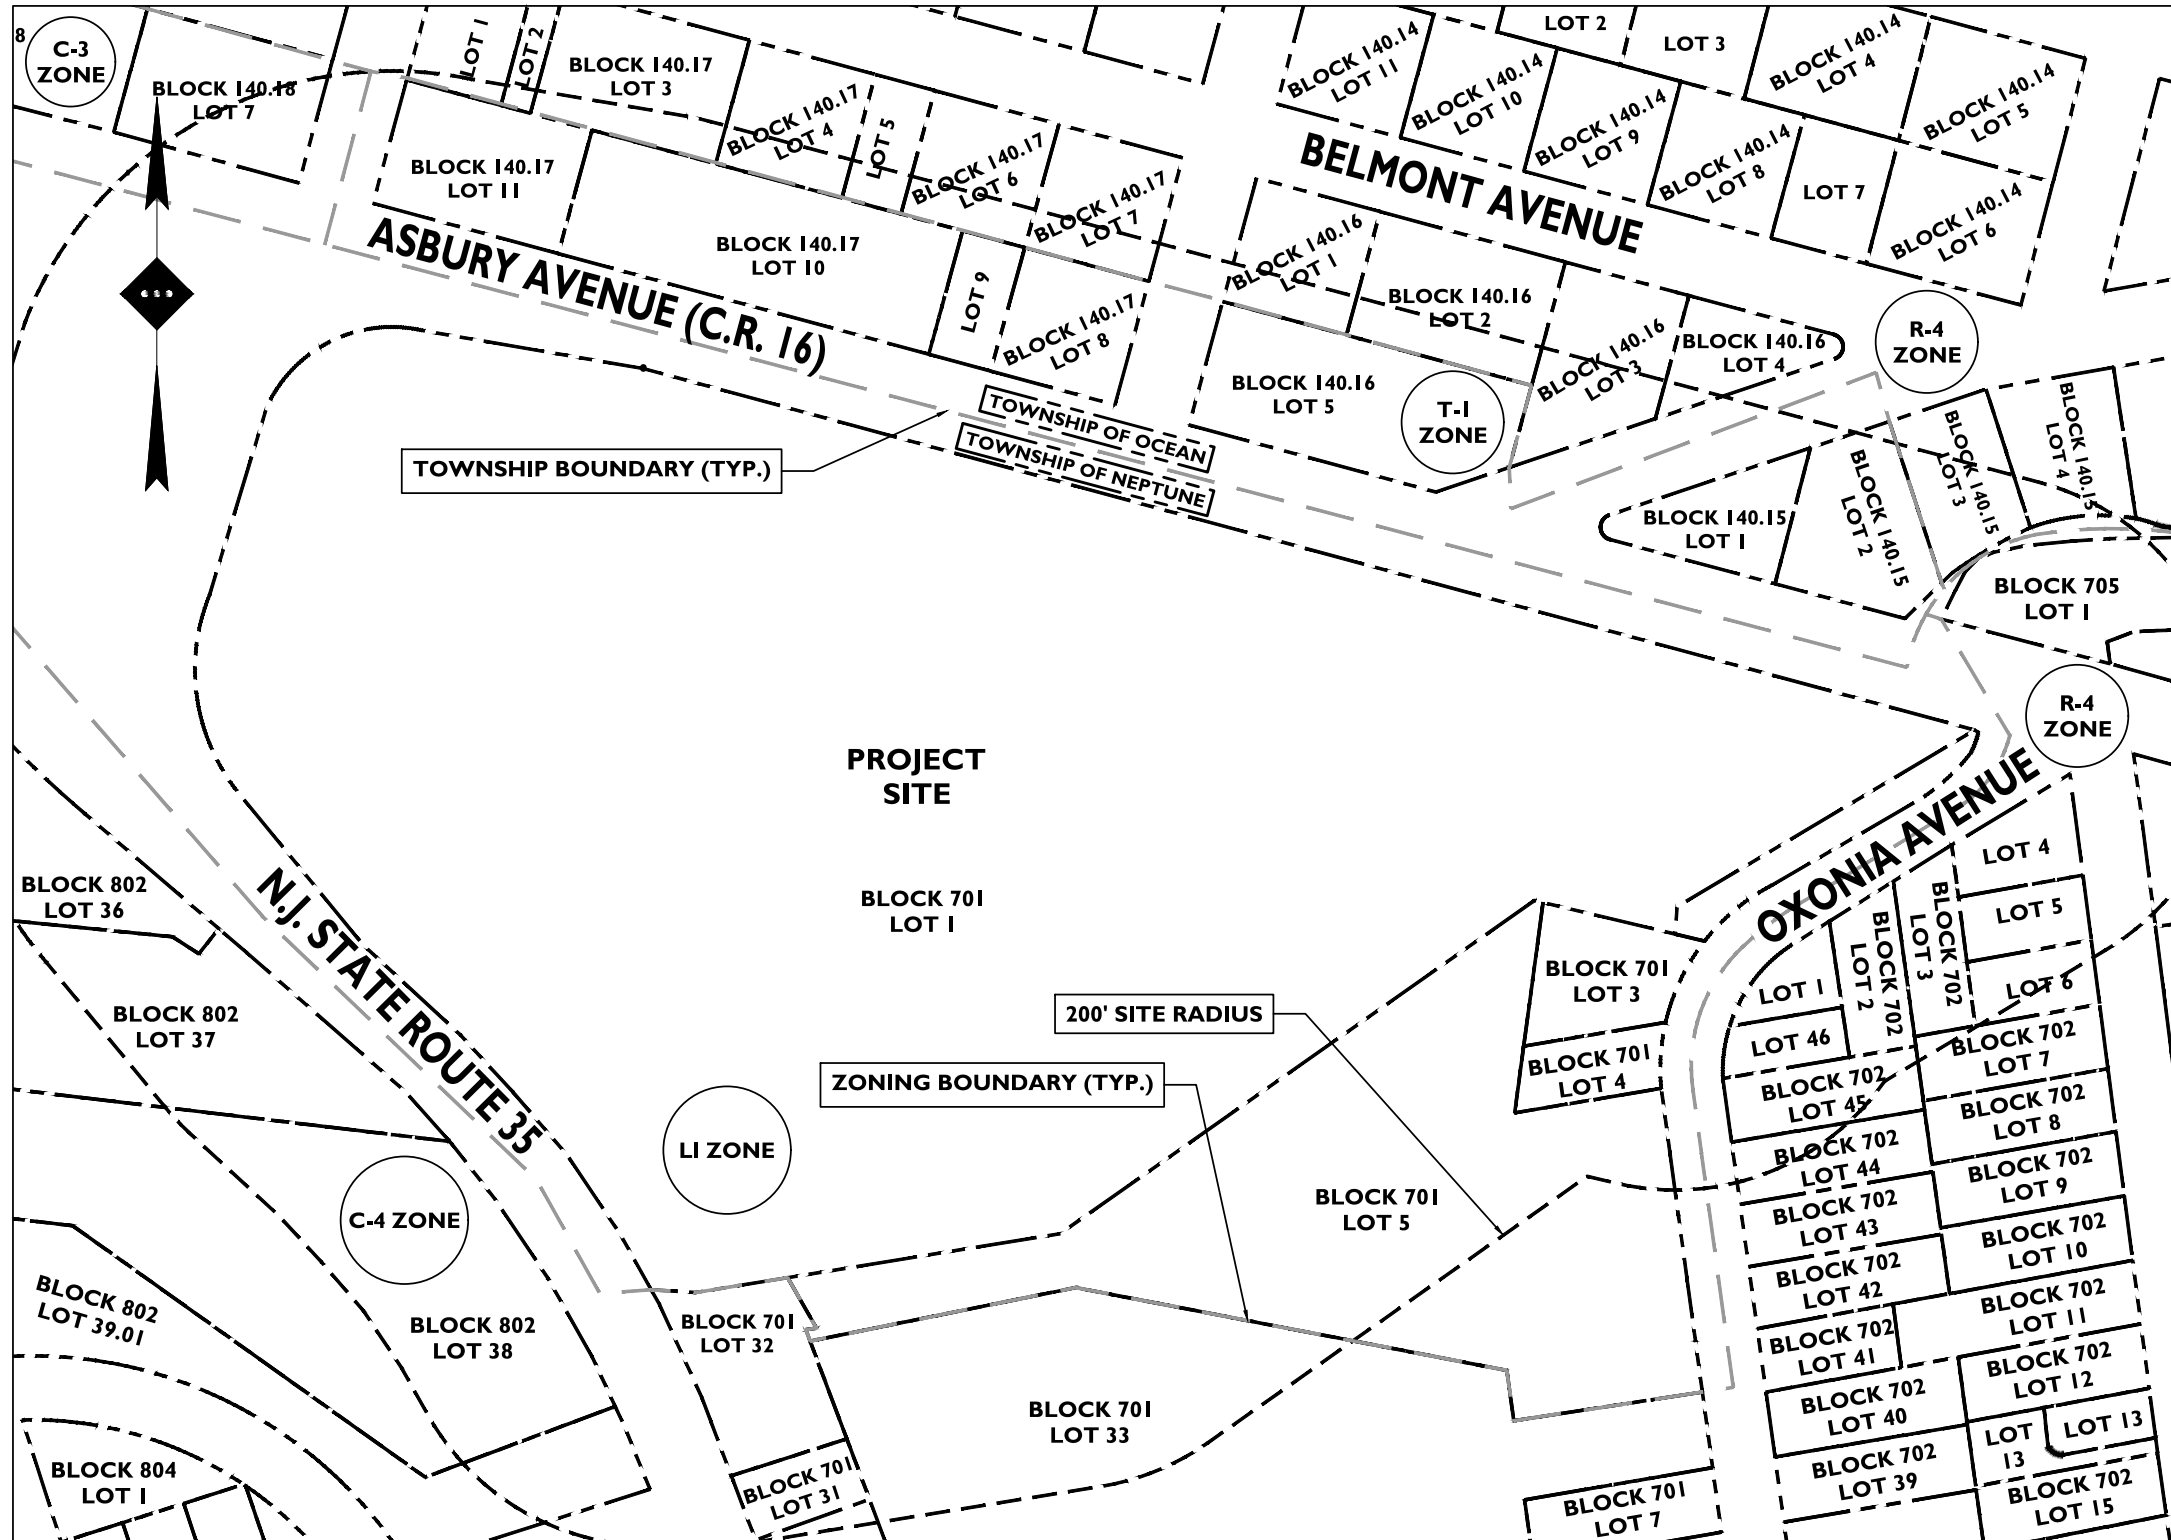 8
C-3
ZONE
BLOCK 140.18
LOT 7
LOT 1
LOT 2
BLOCK 140.17
LOT 3
BLOCK 140.17
LOT 4
LOT 5
BLOCK 140.17
LOT 6
BLOCK 140.17
LOT 7
BLOCK 140.17
LOT 11
BLOCK 140.17
LOT 10
LOT 9
BLOCK 140.17
LOT 8
BLOCK 140.14
LOT 11
BLOCK 140.14
LOT 10
LOT 2
LOT 3
BLOCK 140.14
LOT 4
BLOCK 140.14
LOT 5
BLOCK 140.14
LOT 9
BLOCK 140.14
LOT 8
LOT 7
BLOCK 140.14
LOT 6
BELMONT AVENUE
ASBURY AVENUE (C.R. 16)
BLOCK 140.16
LOT 1
BLOCK 140.16
LOT 2
BLOCK 140.16
LOT 3
BLOCK 140.16
LOT 4
BLOCK 140.16
LOT 5
T-1
ZONE
R-4
ZONE
TOWNSHIP OF OCEAN
TOWNSHIP OF NEPTUNE
TOWNSHIP BOUNDARY (TYP.)
BLOCK 140.15
LOT 1
BLOCK 140.15
LOT 2
BLOCK 140.15
LOT 3
BLOCK 140.15
LOT 4
BLOCK 705
LOT 1
R-4
ZONE
PROJECT
SITE
BLOCK 701
LOT 1
OXONIA AVENUE
N.J. STATE ROUTE 35
BLOCK 802
LOT 36
BLOCK 802
LOT 37
BLOCK 701
LOT 3
BLOCK 701
LOT 4
200' SITE RADIUS
ZONING BOUNDARY (TYP.)
LI ZONE
C-4 ZONE
BLOCK 701
LOT 5
BLOCK 802
LOT 39.01
BLOCK 802
LOT 38
BLOCK 701
LOT 32
BLOCK 701
LOT 33
BLOCK 701
LOT 31
BLOCK 804
LOT 1
BLOCK 701
LOT 7
LOT 4
LOT 5
LOT 6
LOT 1
BLOCK 702
LOT 2
BLOCK 702
LOT 3
LOT 46
BLOCK 702
LOT 7
BLOCK 702
LOT 45
BLOCK 702
LOT 8
BLOCK 702
LOT 44
BLOCK 702
LOT 9
BLOCK 702
LOT 43
BLOCK 702
LOT 10
BLOCK 702
LOT 42
BLOCK 702
LOT 11
BLOCK 702
LOT 41
BLOCK 702
LOT 12
BLOCK 702
LOT 40
LOT
13
LOT 13
BLOCK 702
LOT 39
BLOCK 702
LOT 15